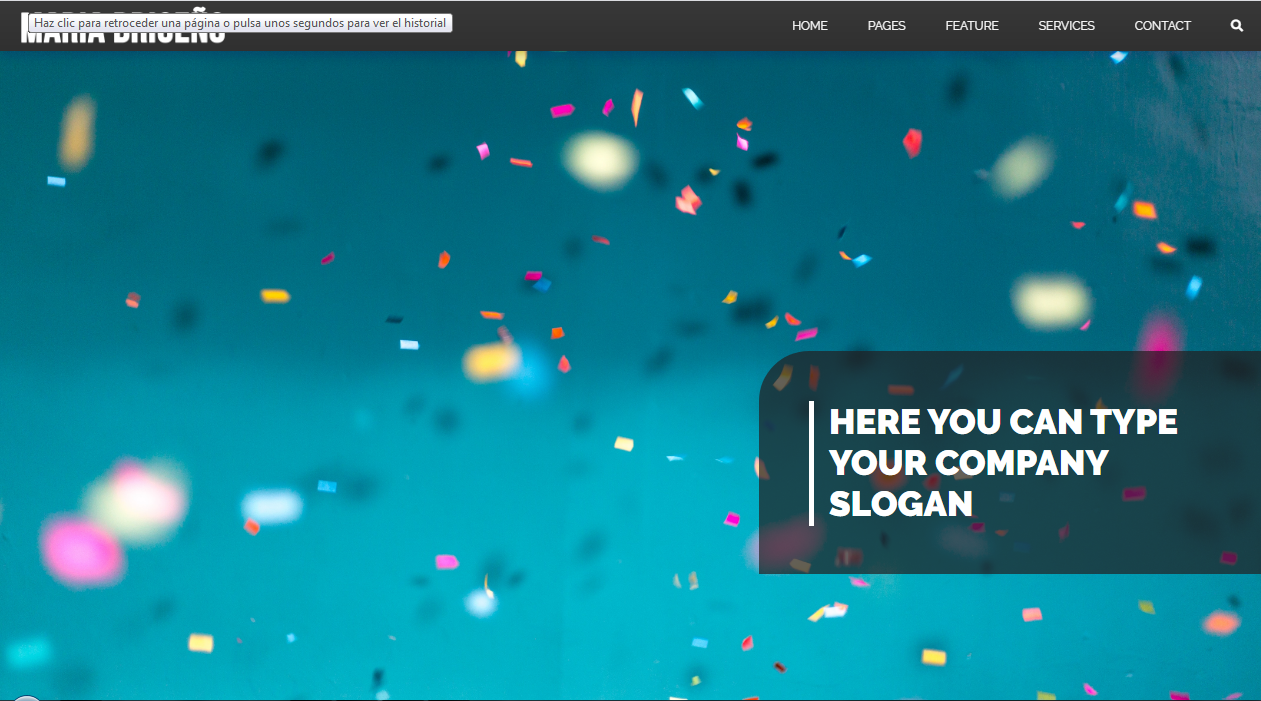 Haz clic para retroceder una página o pulsa unos segundos para ver el historial
MARIA BRICEÑO
HOME
PAGES
FEATURE
SERVICES
CONTACT
HERE YOU CAN TYPE
YOUR COMPANY
SLOGAN